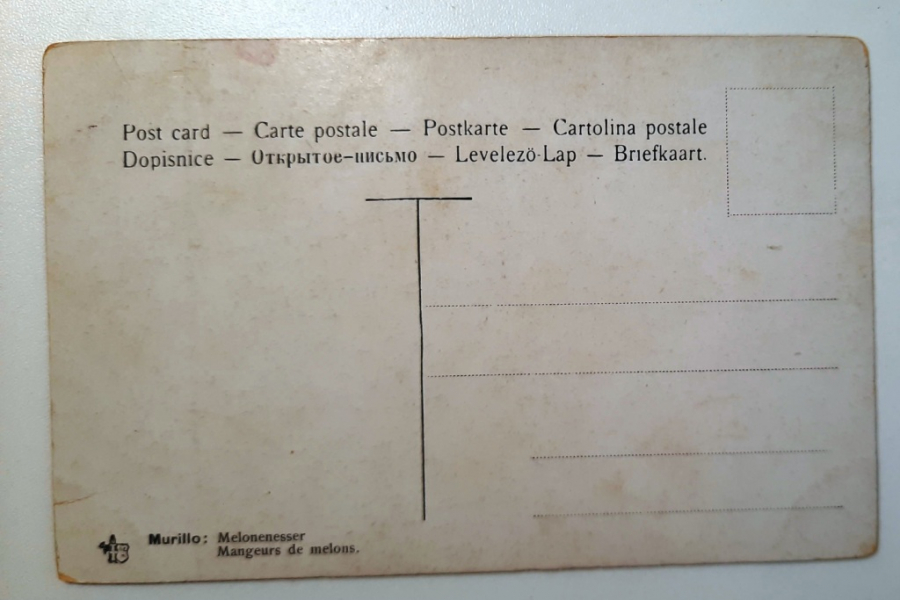 Post card — Carte postale — Postkarte — Cartolina postale
Dopisnice — Открытое-письмо — Levelezö-Lap — Briefkaart.
Murillo: Melonenesser
Mangeurs de melons.